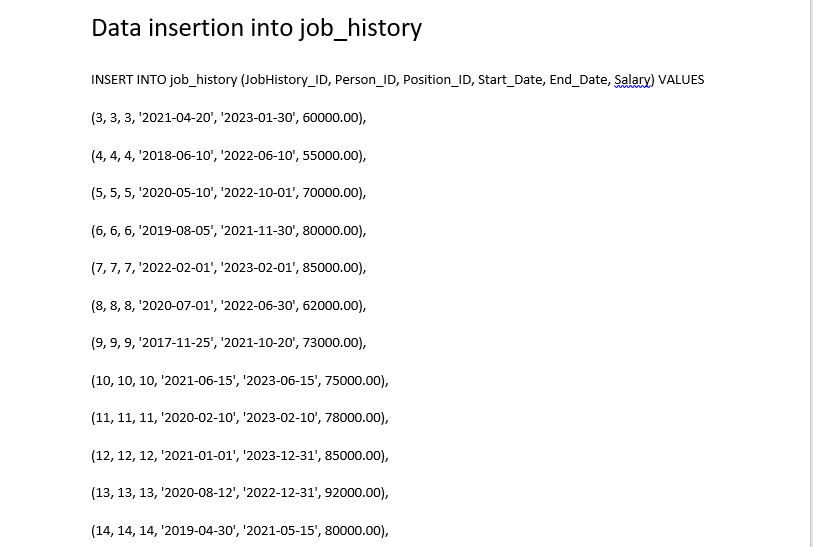 Data insertion into job_history
INSERT INTO job_history (JobHistory_ID, Person_ID, Position_ID, Start_Date, End_Date, Salary) VALUES
(3, 3, 3, '2021-04-20', '2023-01-30', 60000.00),
(4, 4, 4, '2018-06-10', '2022-06-10', 55000.00),
(5, 5, 5, '2020-05-10', '2022-10-01', 70000.00),
(6, 6, 6, '2019-08-05', '2021-11-30', 80000.00),
(7, 7, 7, '2022-02-01', '2023-02-01', 85000.00),
(8, 8, 8, '2020-07-01', '2022-06-30', 62000.00),
(9, 9, 9, '2017-11-25', '2021-10-20', 73000.00),
(10, 10, 10, '2021-06-15', '2023-06-15', 75000.00),
(11, 11, 11, '2020-02-10', '2023-02-10', 78000.00),
(12, 12, 12, '2021-01-01', '2023-12-31', 85000.00),
(13, 13, 13, '2020-08-12', '2022-12-31', 92000.00),
(14, 14, 14, '2019-04-30', '2021-05-15', 80000.00),